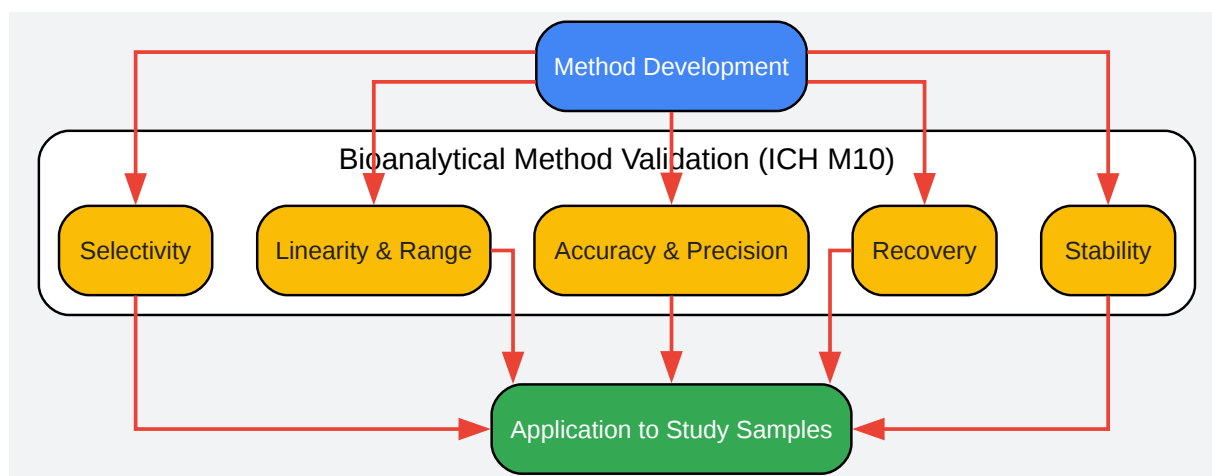 Method Development
Bioanalytical Method Validation (ICH M10)
Selectivity
Linearity & Range
Accuracy & Precision
Recovery
Stability
Application to Study Samples